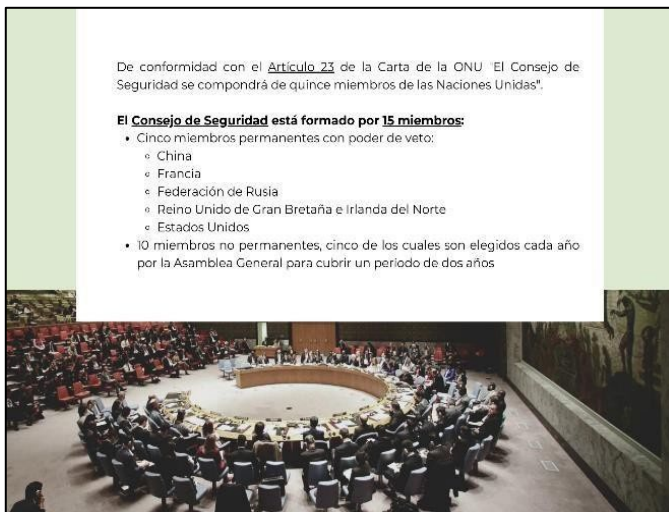 De conformidad con el Artículo 23 de la Carta de la ONU "El Consejo de
Seguridad se compondrá de quince miembros de las Naciones Unidas".
El Consejo de Seguridad está formado por 15 miembros:
• Cinco miembros permanentes con poder de veto:
◦ China
◦ Francia
◦ Federación de Rusia
◦ Reino Unido de Gran Bretaña e Irlanda del Norte
◦ Estados Unidos
• 10 miembros no permanentes, cinco de los cuales son elegidos cada año
por la Asamblea General para cubrir un periodo de dos años